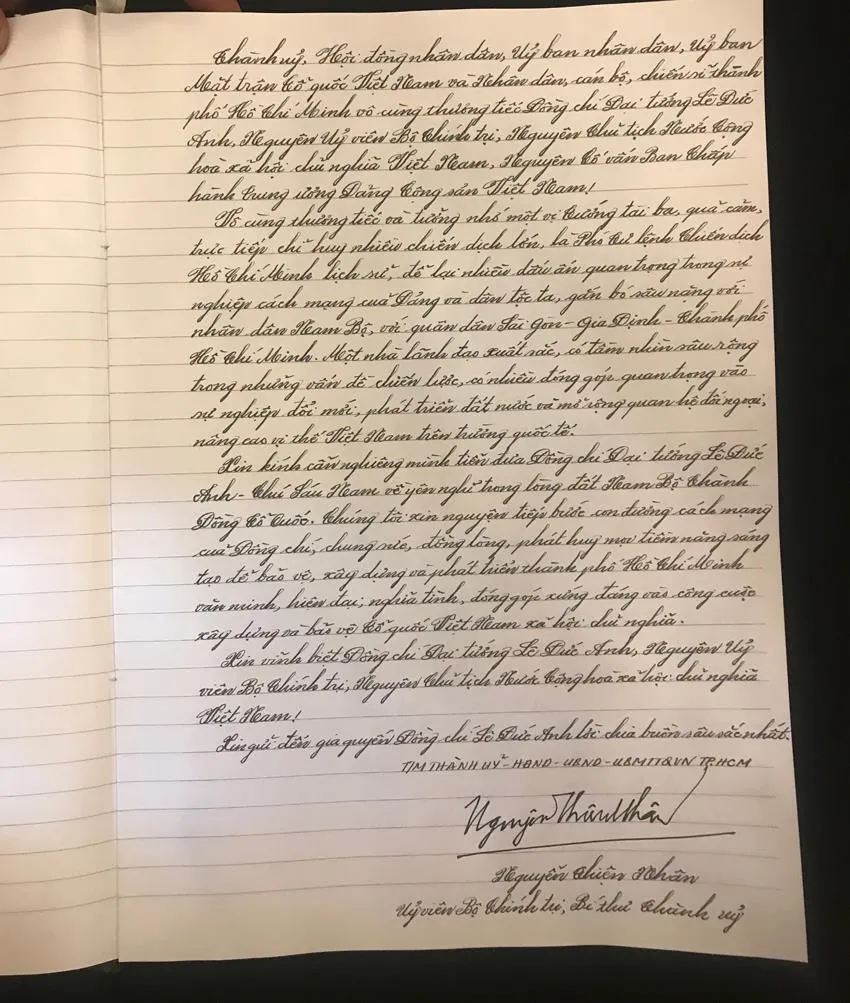 Thành uỷ, Hội đồng nhân dân, Uỷ ban nhân dân, Uỷ ban
Mặt trận Tổ quốc Việt Nam và Nhân dân, cán bộ, chiến sĩ thành
phố Hồ Chí Minh vô cùng thương tiếc Đồng chí Đại tướng Lê Đức
Anh, Nguyên Uỷ viên Bộ Chính trị, Nguyên Chủ tịch Nước Cộng
hoà xã hội chủ nghĩa Việt Nam, Nguyên Cố vấn Ban Chấp
hành Trung ương Đảng Cộng sản Việt Nam!
Vô cùng thương tiếc và tưởng nhớ một vị Tướng tài ba, quả cảm,
trực tiếp chỉ huy nhiều chiến dịch lớn, là Phó Tư lệnh Chiến dịch
Hồ Chí Minh lịch sử, để lại nhiều dấu ấn quan trọng trong sự
nghiệp cách mạng của Đảng và dân tộc ta, gắn bó sâu nặng với
nhân dân Nam Bộ, với quân dân Sài Gòn - Gia Định - Thành phố
Hồ Chí Minh. Một nhà lãnh đạo xuất sắc, có tầm nhìn sâu rộng
trong những vấn đề chiến lược, có nhiều đóng góp quan trọng vào
sự nghiệp đổi mới, phát triển đất nước và mở rộng quan hệ đối ngoại,
nâng cao vị thế Việt Nam trên trường quốc tế.
Xin kính cẩn nghiêng mình tiễn đưa Đồng chí Đại tướng Lê Đức
Anh - Chú Sáu Nam về yên nghỉ trong lòng đất Nam Bộ Thành
Đồng Tổ Quốc. Chúng tôi xin nguyện tiếp bước con đường cách mạng
của Đồng chí, chung sức, đồng lòng, phát huy mọi tiềm năng sáng
tạo để bảo vệ, xây dựng và phát triển thành phố Hồ Chí Minh
văn minh, hiện đại, nghĩa tình, đóng góp xứng đáng vào công cuộc
xây dựng và bảo vệ Tổ quốc Việt Nam xã hội chủ nghĩa.
Xin vĩnh biệt Đồng chí Đại tướng Lê Đức Anh, Nguyên Uỷ
viên Bộ Chính trị, Nguyên Chủ tịch Nước Cộng hoà xã hội chủ nghĩa
Việt Nam!
Xin gửi đến gia quyến Đồng chí Lê Đức Anh lời chia buồn sâu sắc nhất.
T/M THÀNH UỶ - HĐND - UBND - UBMTTQVN TP.HCM
Nguyễn Thiện Nhân
Nguyễn Thiện Nhân
Uỷ viên Bộ Chính trị, Bí thư Thành uỷ